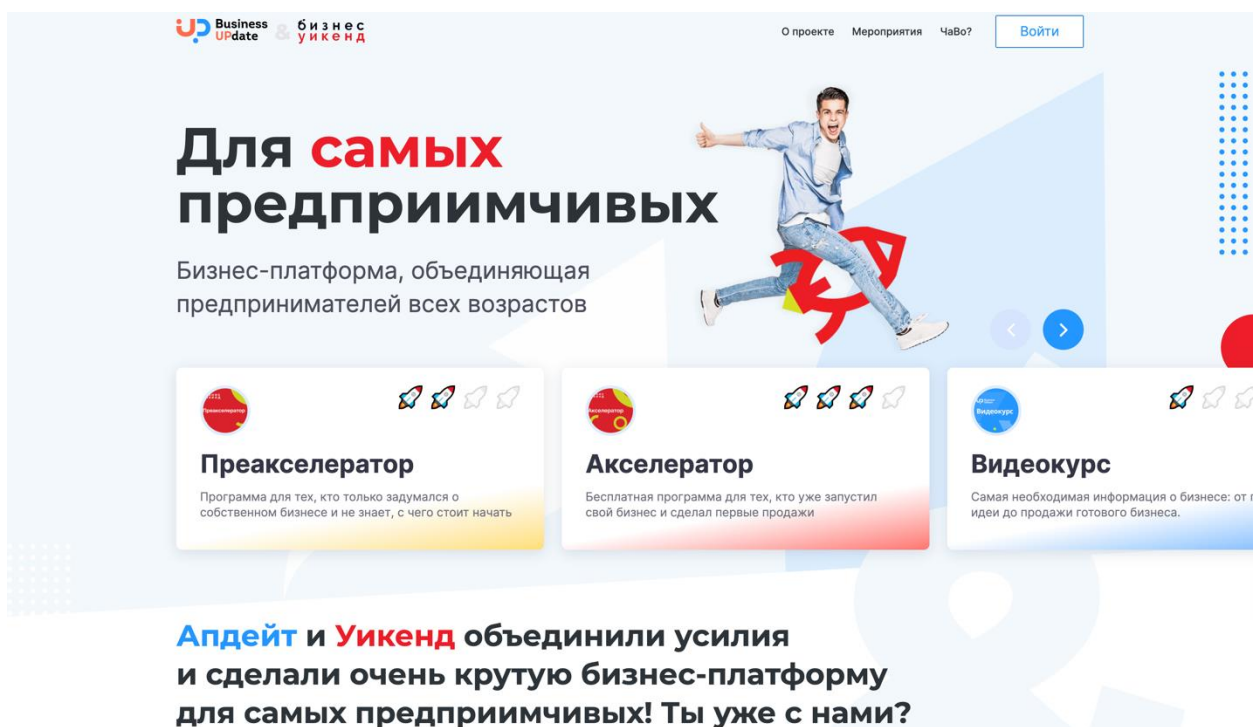 Business
UPdate
&
бизнес
уикенд
О проекте
Мероприятия
ЧаВо?
Войти
Для самых
предприимчивых
Бизнес-платформа, объединяющая
предпринимателей всех возрастов
Преакселератор
Преакселератор
Программа для тех, кто только задумался о
собственном бизнесе и не знает, с чего стоит начать
Акселератор
Акселератор
Бесплатная программа для тех, кто уже запустил
свой бизнес и сделал первые продажи
Видеокурс
Видеокурс
Самая необходимая информация о бизнесе: от
идеи до продажи готового бизнеса.
Апдейт и Уикенд объединили усилия
и сделали очень крутую бизнес-платформу
для самых предприимчивых! Ты уже с нами?